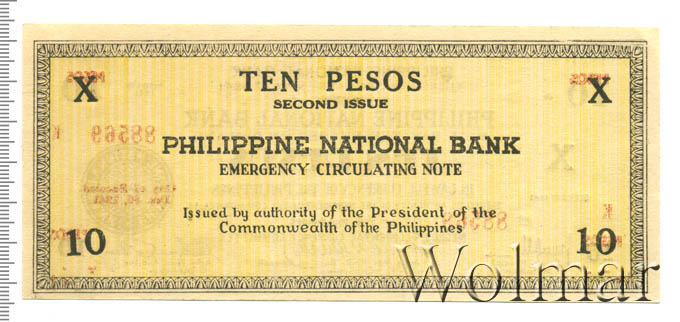 X TEN PESOS X
SECOND ISSUE
PHILIPPINE NATIONAL BANK
EMERGENCY CIRCULATING NOTE
Issued by authority of the President of the
Commonwealth of the Philippines
10 10
Wolmar